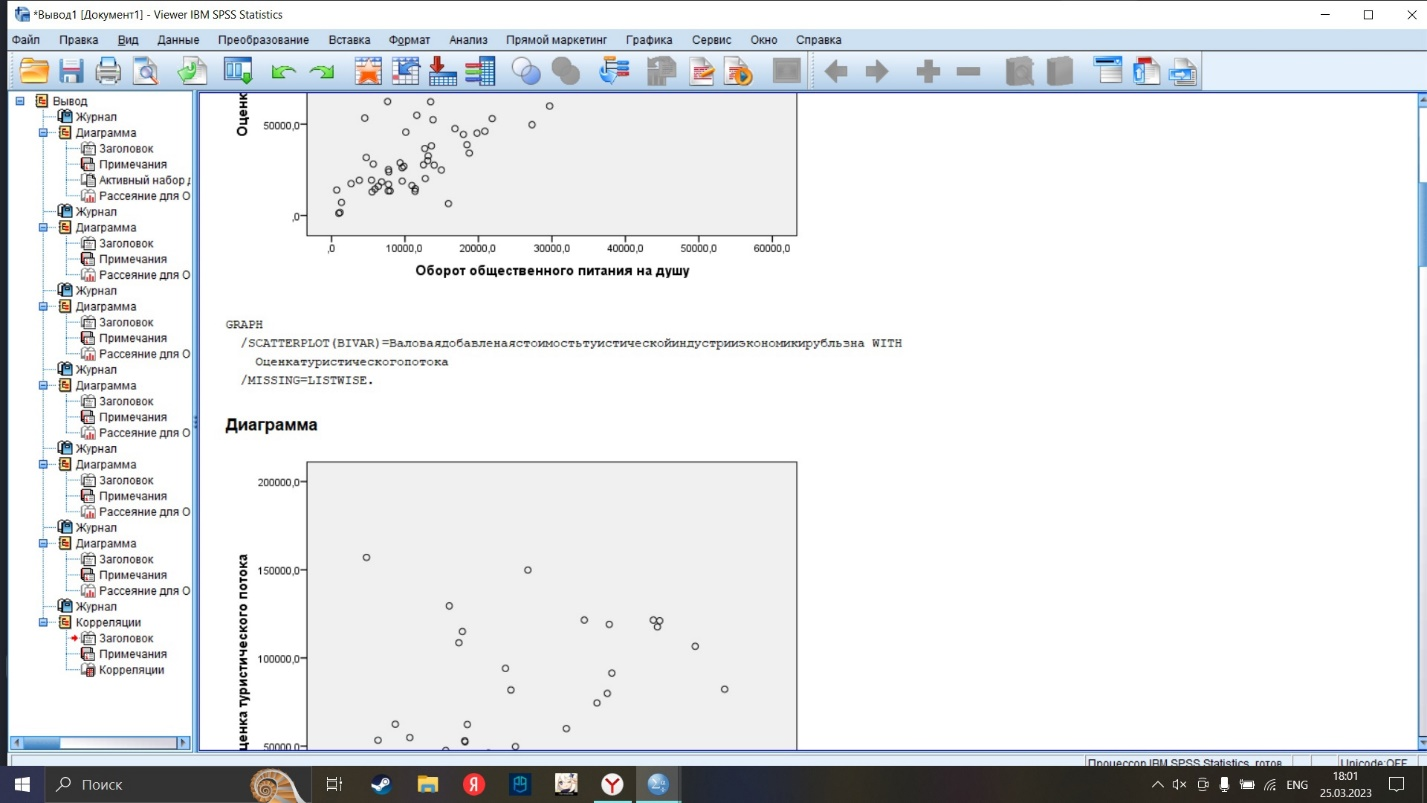 *Вывод1 [Документ1] - Viewer IBM SPSS Statistics
Файл Правка Вид Данные Преобразование Вставка Формат Анализ Прямой маркетинг Графика Сервис Окно Справка
Вывод
Журнал
Диаграмма
Заголовок
Примечания
Активный набор
Рассеяние для О
Журнал
Диаграмма
Заголовок
Примечания
Рассеяние для О
Журнал
Диаграмма
Заголовок
Примечания
Рассеяние для О
Журнал
Диаграмма
Заголовок
Примечания
Рассеяние для О
Журнал
Диаграмма
Заголовок
Примечания
Рассеяние для О
Журнал
Диаграмма
Заголовок
Примечания
Рассеяние для О
Журнал
Корреляции
Заголовок
Примечания
Корреляции
Оценк
50000,0
,0
,0 10000,0 20000,0 30000,0 40000,0 50000,0 60000,0
Оборот общественного питания на душу
GRAPH
/SCATTERPLOT(BIVAR)=Валоваядобавленаястоимостьтуистическойиндустрииэкономикирубльзна WITH
Оценкатуристическогопотока
/MISSING=LISTWISE.
Диаграмма
ценка туристического потока
200000,0
150000,0
100000,0
50000,0
Процессор IBM SPSS Statistics готов
Unicode:OFF
Поиск
ENG
18:01
25.03.2023